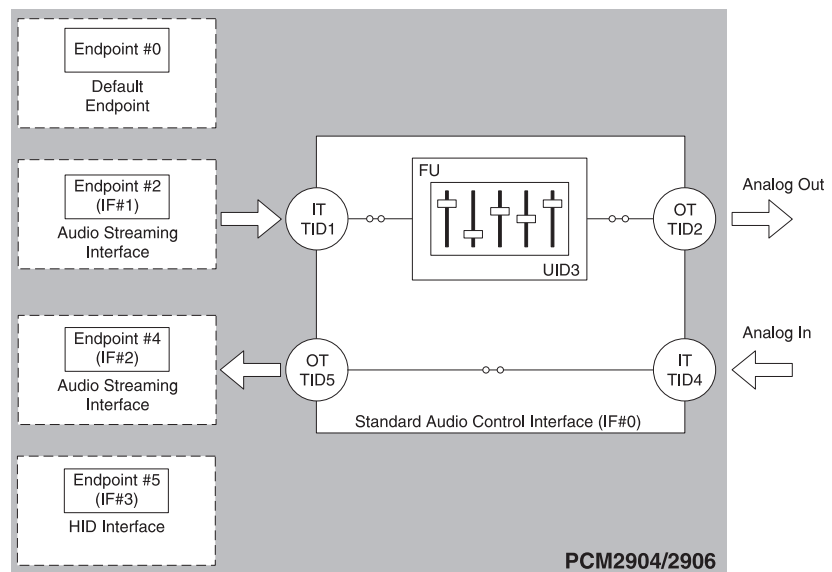 Endpoint #0
Default
Endpoint
Endpoint #2
(IF#1)
Audio Streaming
Interface
IT
TID1
FU
UID3
OT
TID2
Analog Out
Endpoint #4
(IF#2)
Audio Streaming
Interface
OT
TID5
IT
TID4
Analog In
Standard Audio Control Interface (IF#0)
Endpoint #5
(IF#3)
HID Interface
PCM2904/2906